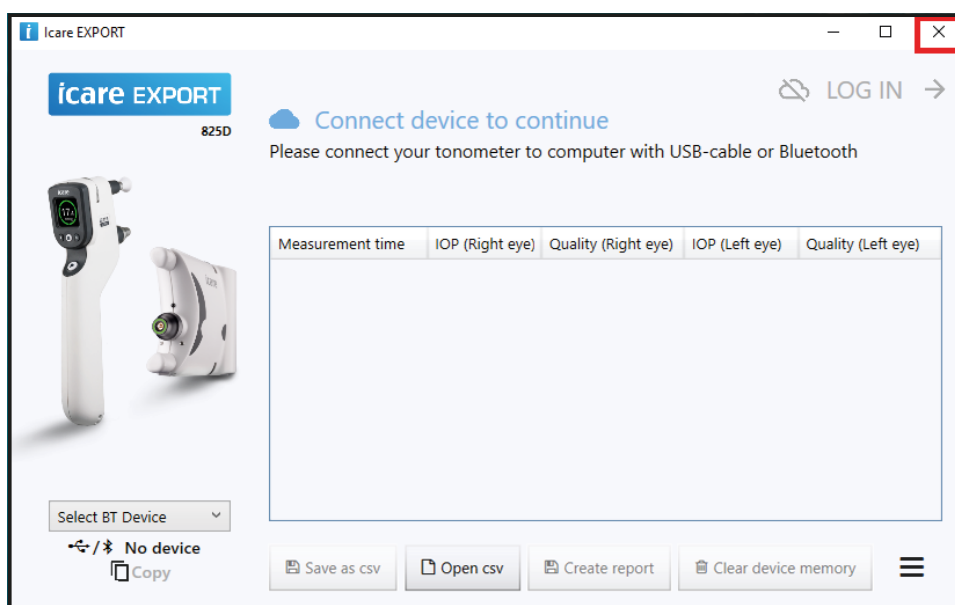 Icare EXPORT
icare EXPORT
825D
LOG IN
Connect device to continue
Please connect your tonometer to computer with USB-cable or Bluetooth
Measurement time IOP (Right eye) Quality (Right eye) IOP (Left eye) Quality (Left eye)
Select BT Device
/ No device
Copy
Save as csv Open csv Create report Clear device memory